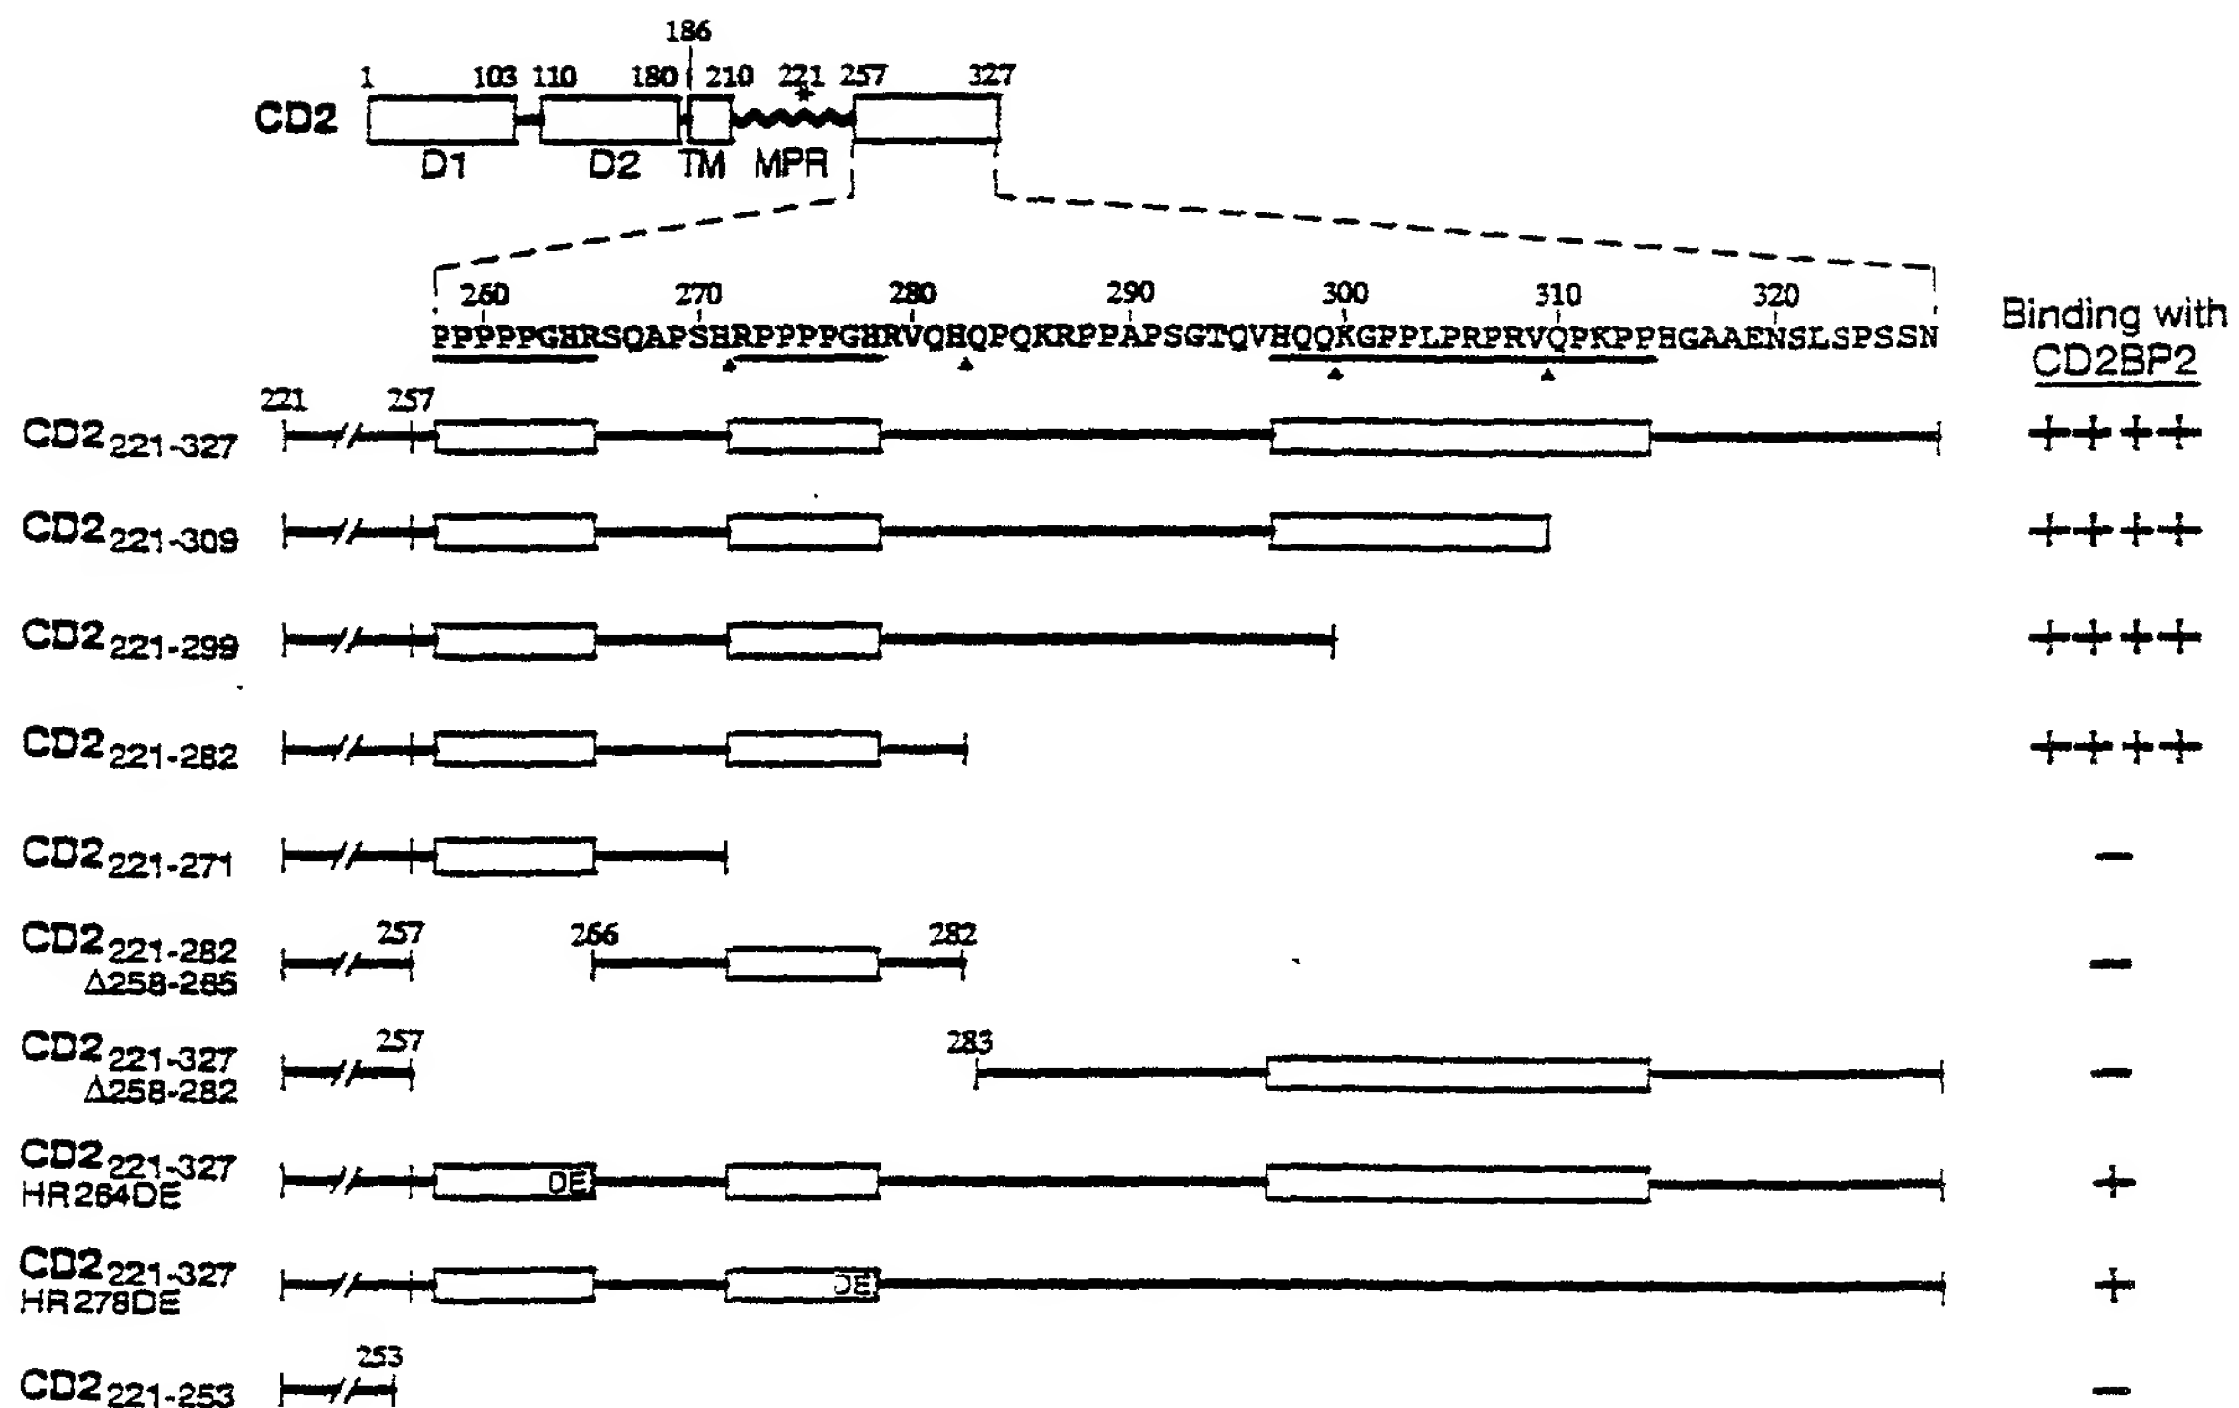 186
1 103 110 180 210 221 257 327
*
CD2
D1 D2 TM MPR
260 270 280 290 300 310 320
PPPPPGHRSQAPSHRPPPPGHRVQHQPQKRPPAPSGTQVHQQKGPPLPRPRVQPKPPHGAAENSLSPSSN
Binding with
CD2BP2
221 257
CD2 221-327 ++++
CD2 221-309 ++++
CD2 221-299 ++++
CD2 221-282 ++++
CD2 221-271 −
257 266 282
CD2 221-282 −
Δ258-265
257 283
CD2 221-327 −
Δ258-282
CD2 221-327 DE +
HR264DE
CD2 221-327 DE +
HR278DE
253
CD2 221-253 −